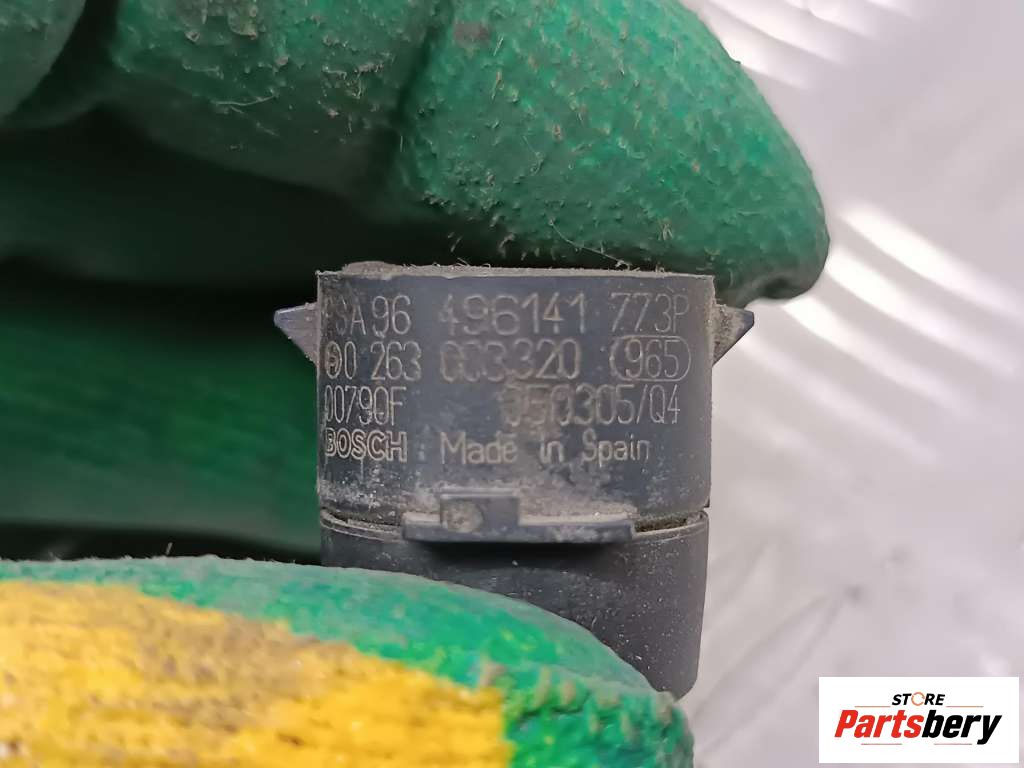 96 496141 773P
0 263 003320 965
00790F 050305/Q4
BOSCH Made in Spain
STORE
Partsbery